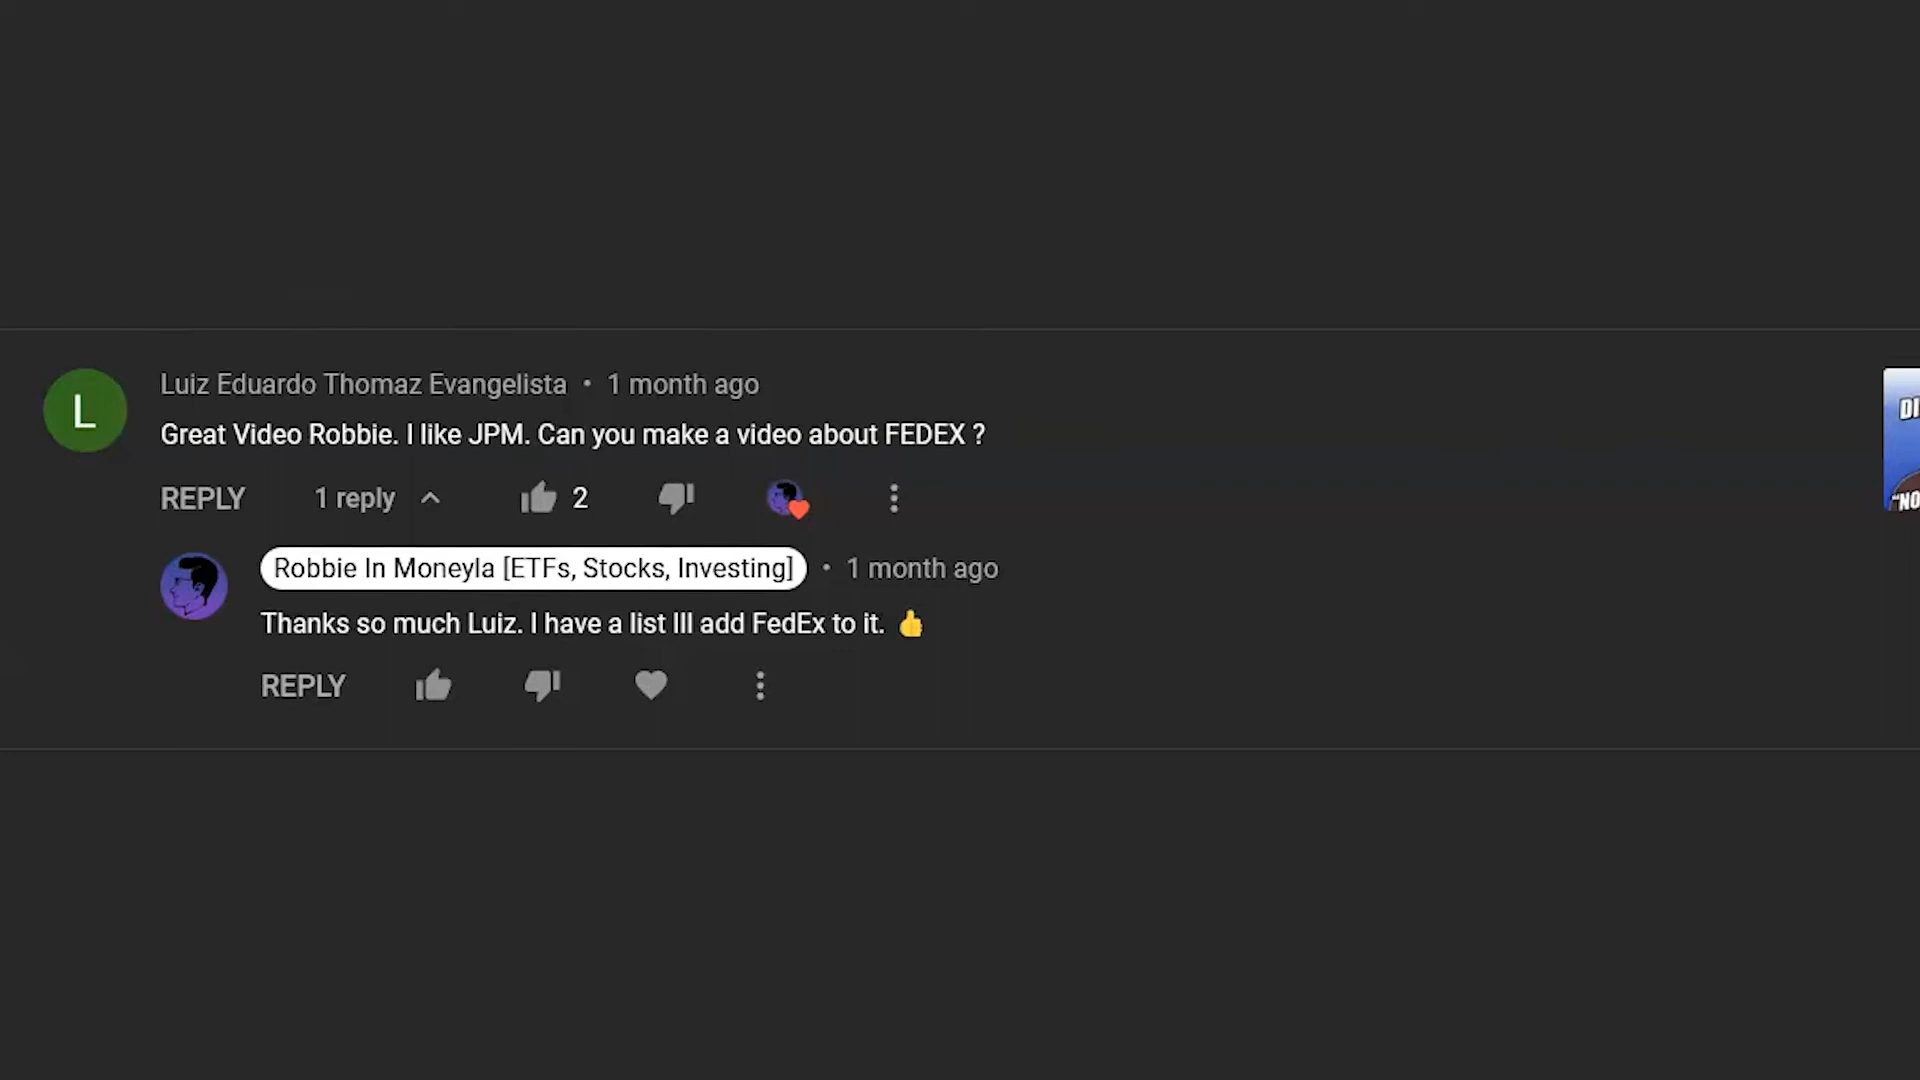 L
Luiz Eduardo Thomaz Evangelista • 1 month ago
Great Video Robbie. I like JPM. Can you make a video about FEDEX ?
REPLY 1 reply 2
Robbie In Moneyla [ETFs, Stocks, Investing] • 1 month ago
Thanks so much Luiz. I have a list Ill add FedEx to it. 👍
REPLY